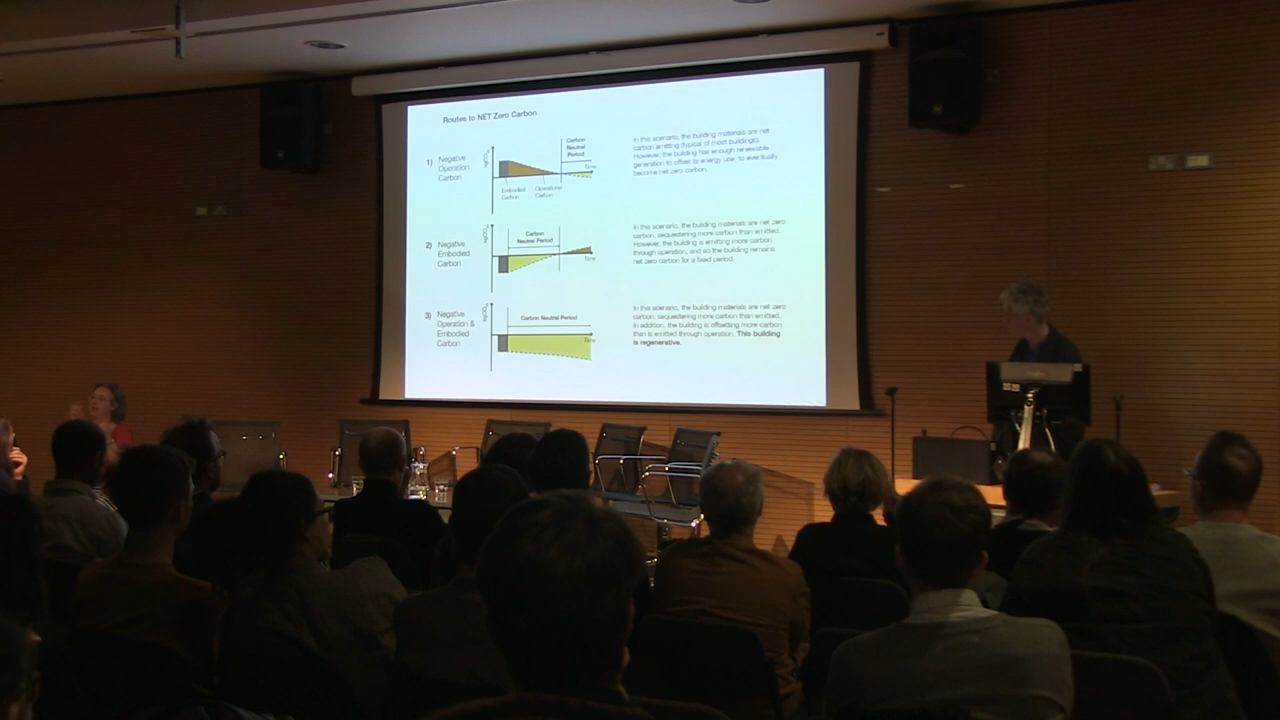 Routes to NET Zero Carbon
1) Negative
Operation
Carbon
Carbon
Neutral
Period
Time
Embodied
Carbon
Operational
Carbon
In this scenario, the building materials are net
carbon emitting (typical of most buildings).
However, the building has enough renewable
generation to offset its energy use, to eventually
become net zero carbon.
2) Negative
Embodied
Carbon
Carbon
Neutral Period
Time
In this scenario, the building materials are net zero
carbon, sequestering more carbon than emitted.
However, the building is emitting more carbon
through operation, and so the building remains
net zero carbon for a fixed period.
3) Negative
Operation &
Embodied
Carbon
Carbon Neutral Period
Time
In this scenario, the building materials are net zero
carbon, sequestering more carbon than emitted.
In addition, the building is offsetting more carbon
than is emitted through operation. This building
is regenerative.